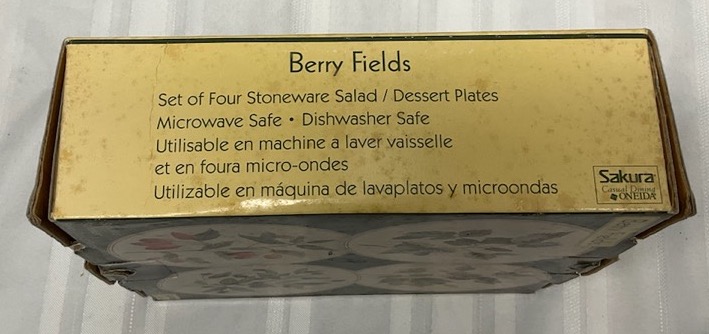 Berry Fields
Set of Four Stoneware Salad / Dessert Plates
Microwave Safe • Dishwasher Safe
Utilisable en machine a laver vaisselle
et en foura micro-ondes
Utilizable en máquina de lavaplatos y microondas
Sakura
Casual Dining
ONEIDA